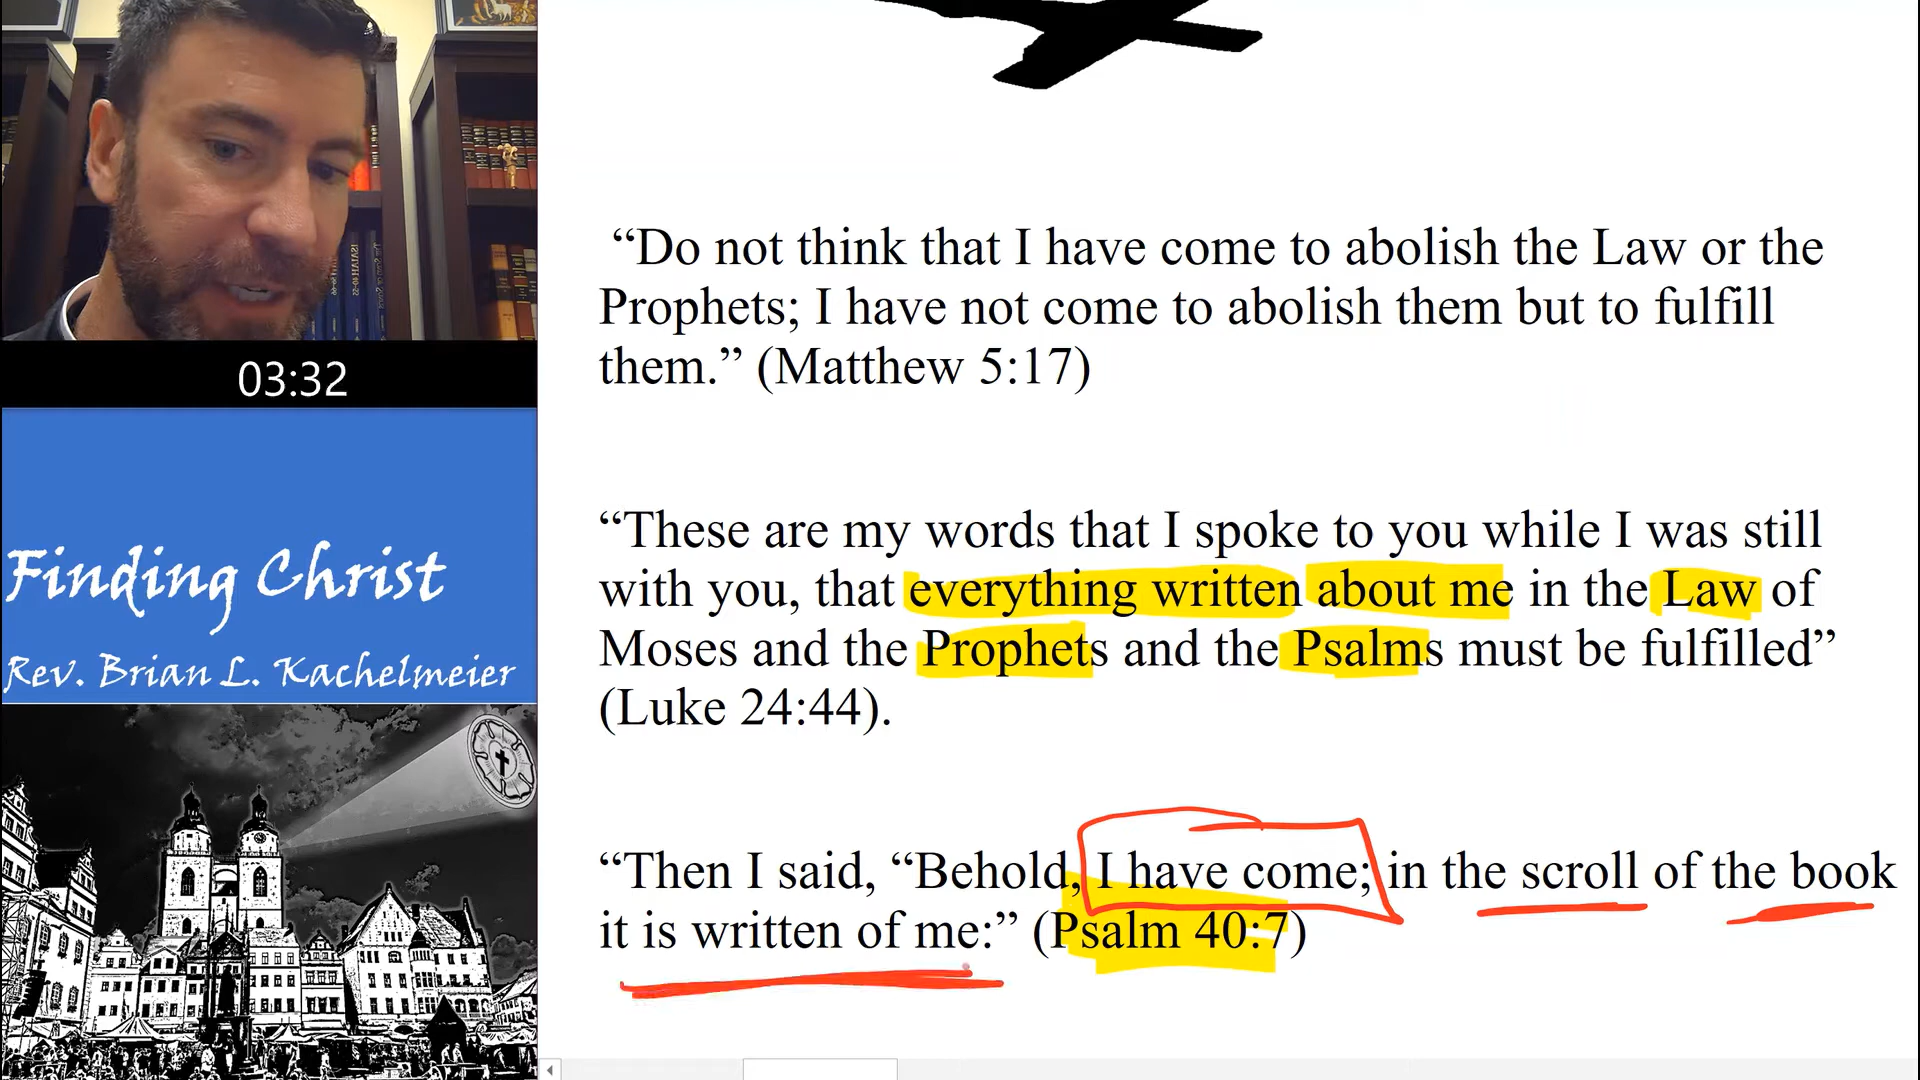 03:32
Finding Christ
Rev. Brian L. Kachelmeier
“Do not think that I have come to abolish the Law or the
Prophets; I have not come to abolish them but to fulfill
them.” (Matthew 5:17)
“These are my words that I spoke to you while I was still
with you, that everything written about me in the Law of
Moses and the Prophets and the Psalms must be fulfilled”
(Luke 24:44).
“Then I said, “Behold, I have come; in the scroll of the book
it is written of me:” (Psalm 40:7)